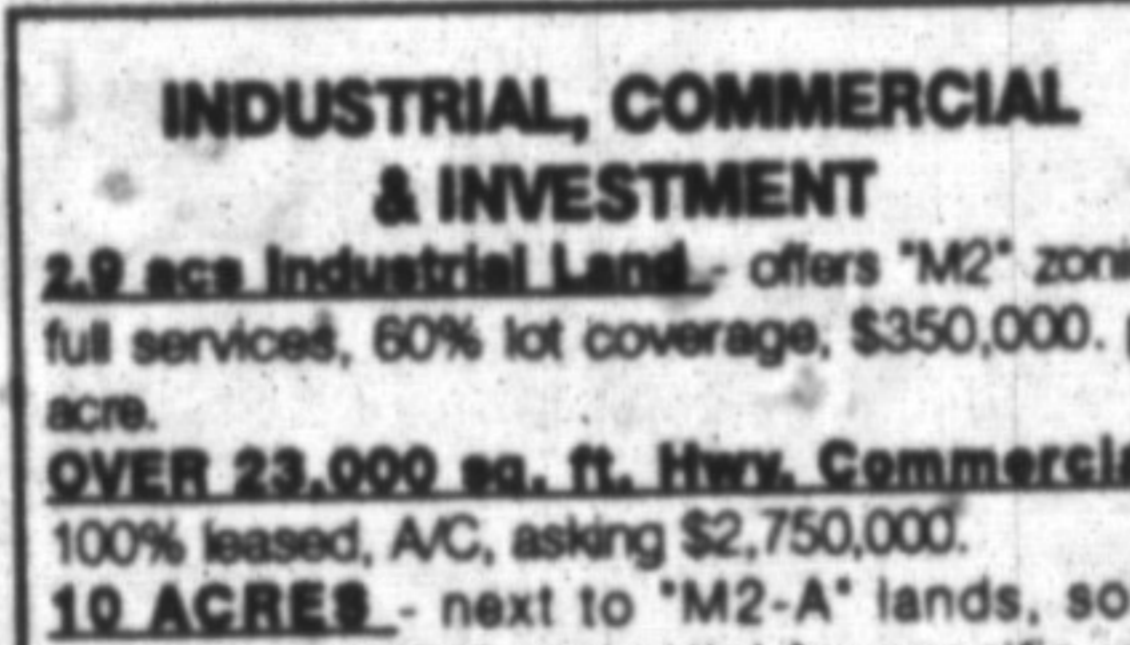 INDUSTRIAL, COMMERCIAL
& INVESTMENT
2.9 acs Industrial Land - offers "M2"
full services, 60% lot coverage, $350,000.
acre.
OVER 23,000 sq. ft. Hwy.
100% leased, A/C, asking $2,750,000.
10 ACRES - next to "M2-A" lands,